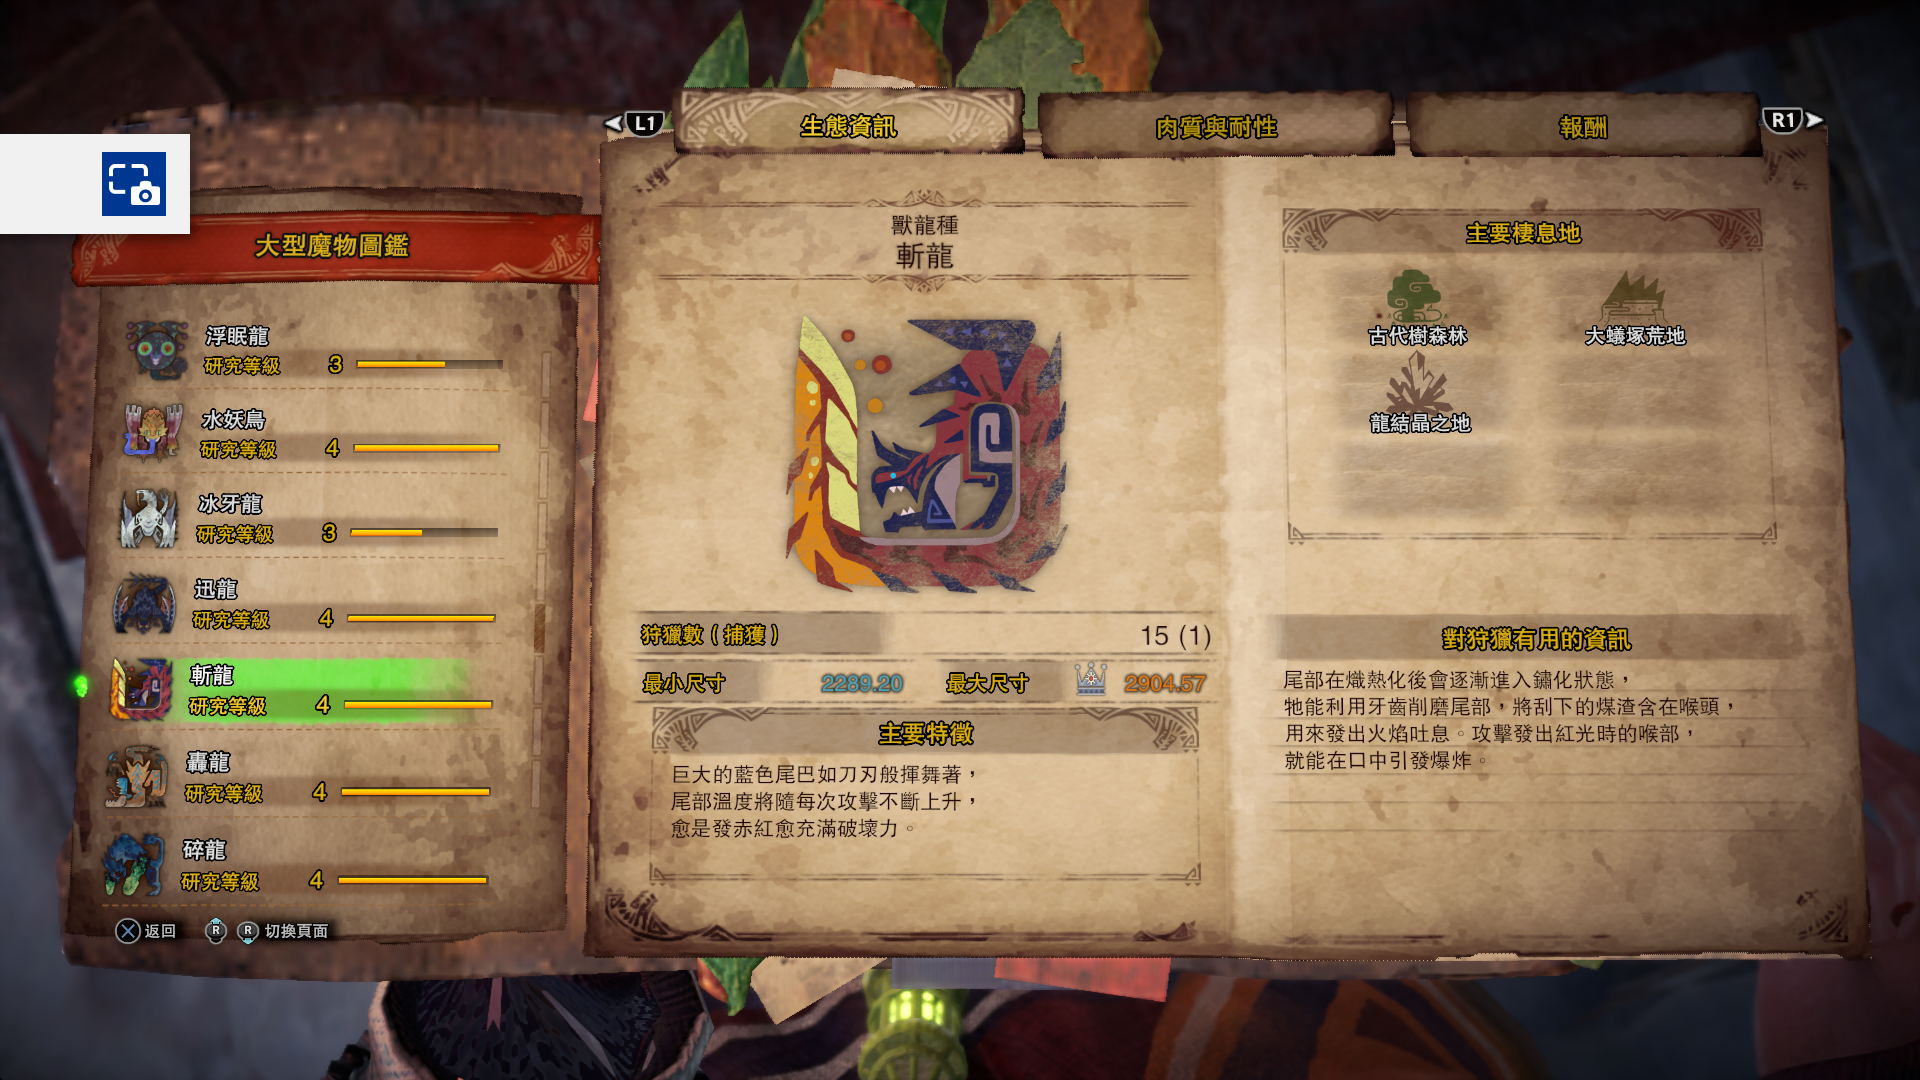 L1
生態資訊
肉質與耐性
報酬
R1
大型魔物圖鑑
浮眠龍
研究等級 3
水妖鳥
研究等級 4
冰牙龍
研究等級 3
迅龍
研究等級 4
斬龍
研究等級 4
轟龍
研究等級 4
碎龍
研究等級 4
返回
R
R
切換頁面
獸龍種
斬龍
狩獵數(捕獲) 15 (1)
最小尺寸 2289.20 最大尺寸 2904.57
主要特徵
巨大的藍色尾巴如刀刃般揮舞著,
尾部溫度將隨每次攻擊不斷上升,
愈是發赤紅愈充滿破壞力。
主要棲息地
古代樹森林
大蟻塚荒地
龍結晶之地
對狩獵有用的資訊
尾部在熾熱化後會逐漸進入鏽化狀態,
牠能利用牙齒削磨尾部,將刮下的煤渣含在喉頭,
用來發出火焰吐息。攻擊發出紅光時的喉部,
就能在口中引發爆炸。